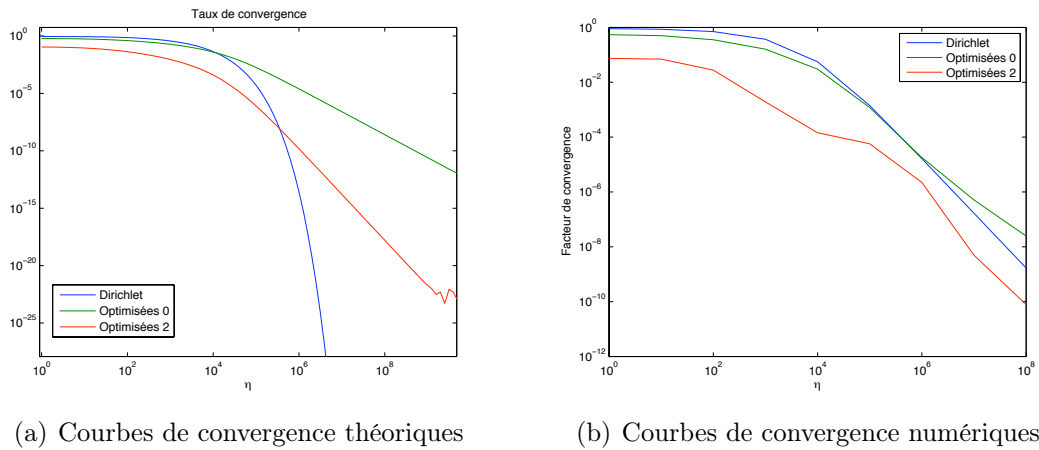 Taux de convergence
10^0
10^-5
10^-10
10^-15
10^-20
10^-25
Dirichlet
Optimisées 0
Optimisées 2
10^0 10^2 10^4 10^6 10^8
η
(a) Courbes de convergence théoriques
Facteur de convergence
10^0
10^-2
10^-4
10^-6
10^-8
10^-10
10^-12
Dirichlet
Optimisées 0
Optimisées 2
10^0 10^2 10^4 10^6 10^8
η
(b) Courbes de convergence numériques